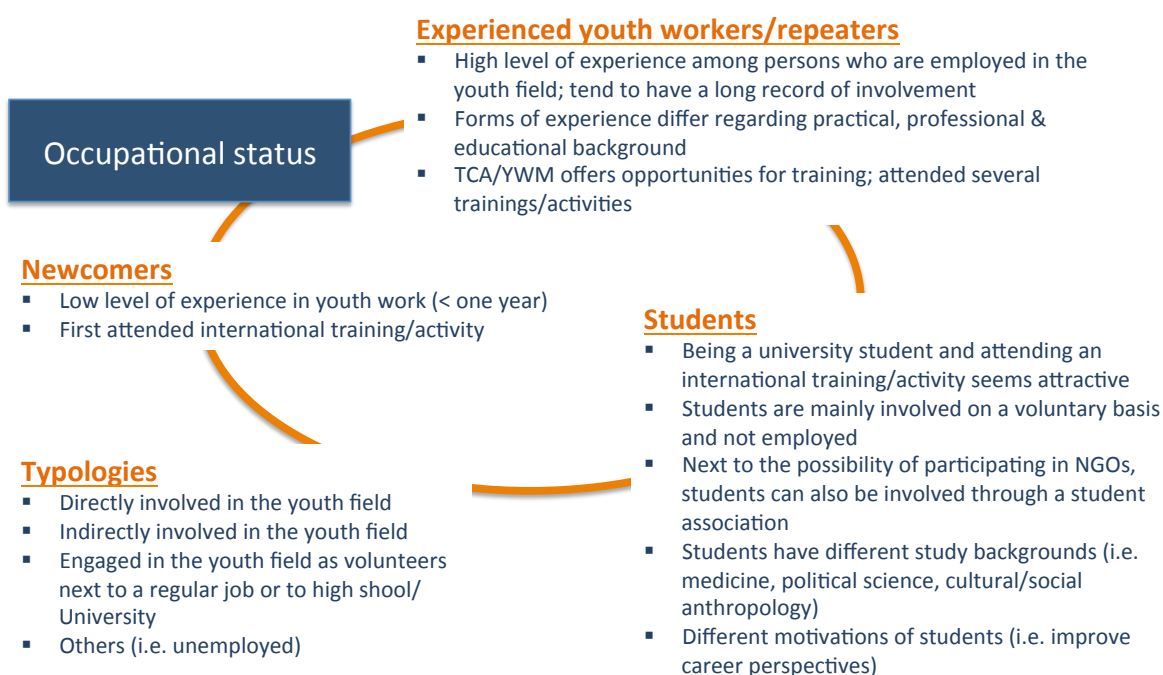 Experienced youth workers/repeaters
▪ High level of experience among persons who are employed in the
youth field; tend to have a long record of involvement
▪ Forms of experience differ regarding practical, professional &
educational background
▪ TCA/YWM offers opportunities for training; attended several
trainings/activities
Occupational status
Newcomers
▪ Low level of experience in youth work (< one year)
▪ First attended international training/activity
Students
▪ Being a university student and attending an
international training/activity seems attractive
▪ Students are mainly involved on a voluntary basis
and not employed
▪ Next to the possibility of participating in NGOs,
students can also be involved through a student
association
▪ Students have different study backgrounds (i.e.
medicine, political science, cultural/social
anthropology)
▪ Different motivations of students (i.e. improve
career perspectives)
Typologies
▪ Directly involved in the youth field
▪ Indirectly involved in the youth field
▪ Engaged in the youth field as volunteers
next to a regular job or to high shool/
University
▪ Others (i.e. unemployed)